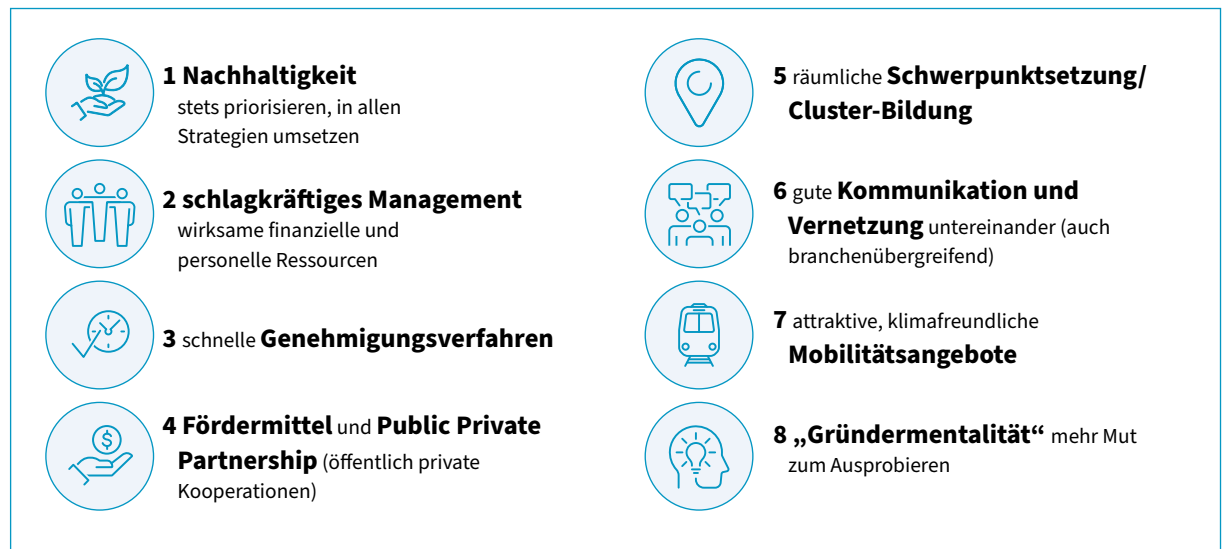 1 Nachhaltigkeit
stets priorisieren, in allen
Strategien umsetzen
2 schlagkräftiges Management
wirksame finanzielle und
personelle Ressourcen
3 schnelle Genehmigungsverfahren
$
4 Fördermittel und Public Private
Partnership (öffentlich private
Kooperationen)
5 räumliche Schwerpunktsetzung/
Cluster-Bildung
6 gute Kommunikation und
Vernetzung untereinander (auch
branchenübergreifend)
7 attraktive, klimafreundliche
Mobilitätsangebote
8 „Gründermentalität“ mehr Mut
zum Ausprobieren